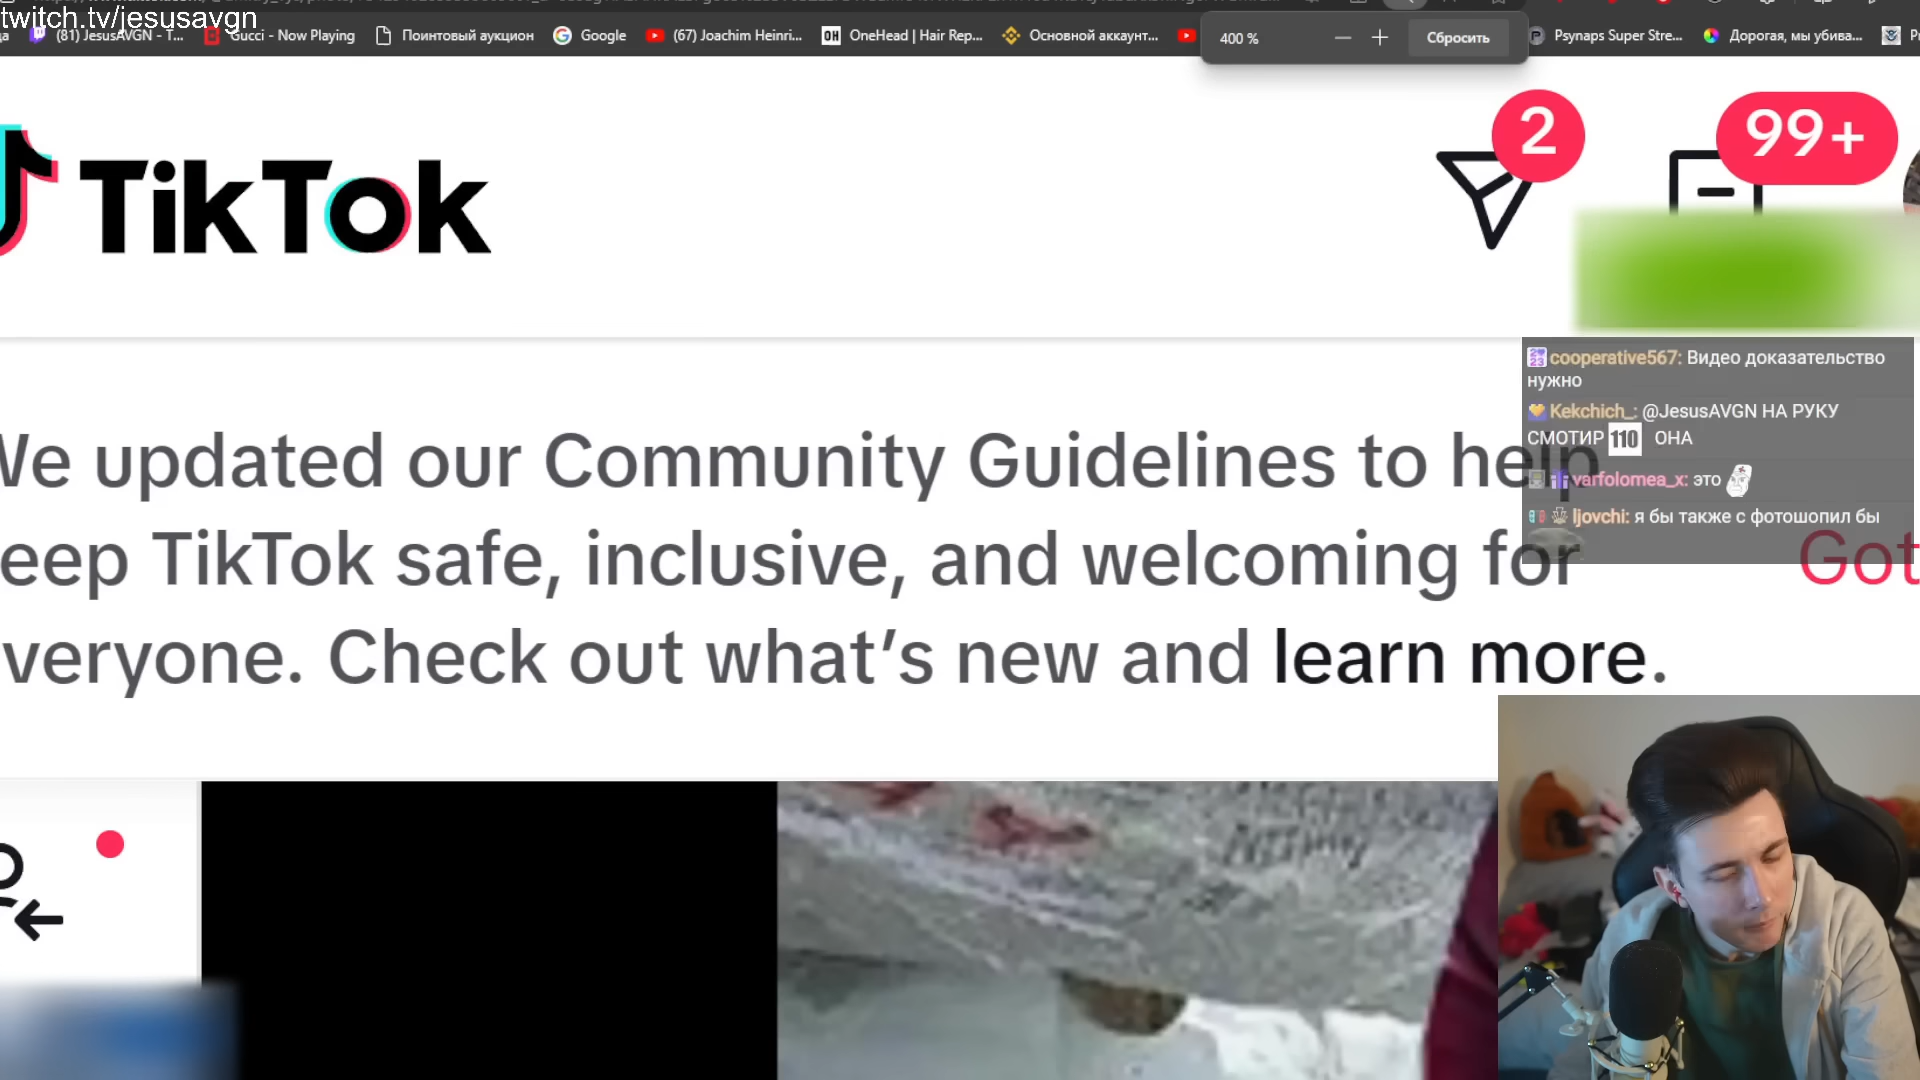 twitch.tv/jesusavgn
(81) JesusAVGN - T...
Gucci - Now Playing
Поинтовый аукцион
Google
(67) Joachim Heinri...
OneHead | Hair Rep...
Основной аккаунт...
400 %
Сбросить
Psynaps Super Stre...
Дорогая, мы убива...
TikTok
2
99+
We updated our Community Guidelines to help
eep TikTok safe, inclusive, and welcoming for
veryone. Check out what's new and learn more.
Got
cooperative567: Видео доказательство
нужно
Kekchich_: @JesusAVGN НА РУКУ
СМОТИР 110 ОНА
varfolomea_x: это
ljovchi: я бы также с фотошопил бы